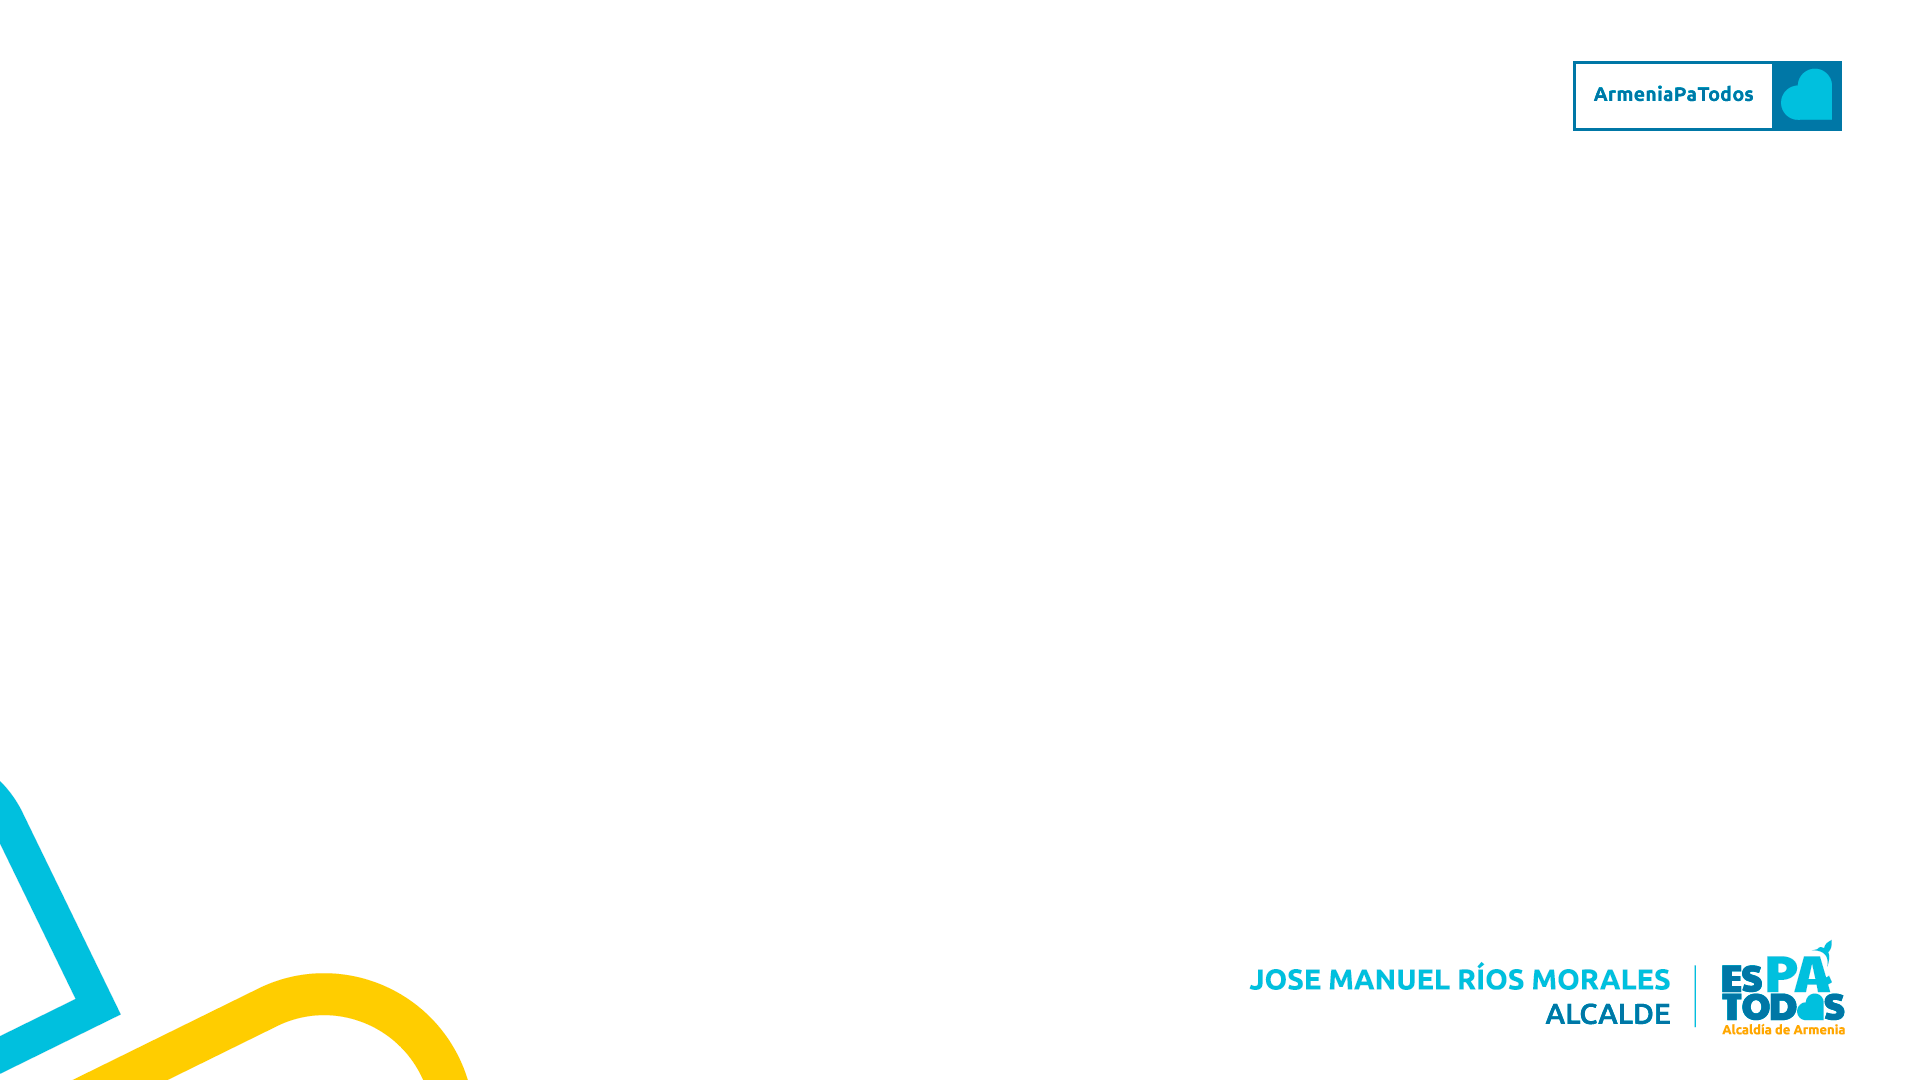 ArmeniaPaTodos
JOSE MANUEL RÍOS MORALES
ALCALDE
ES PA
TODOS
Alcaldía de Armenia